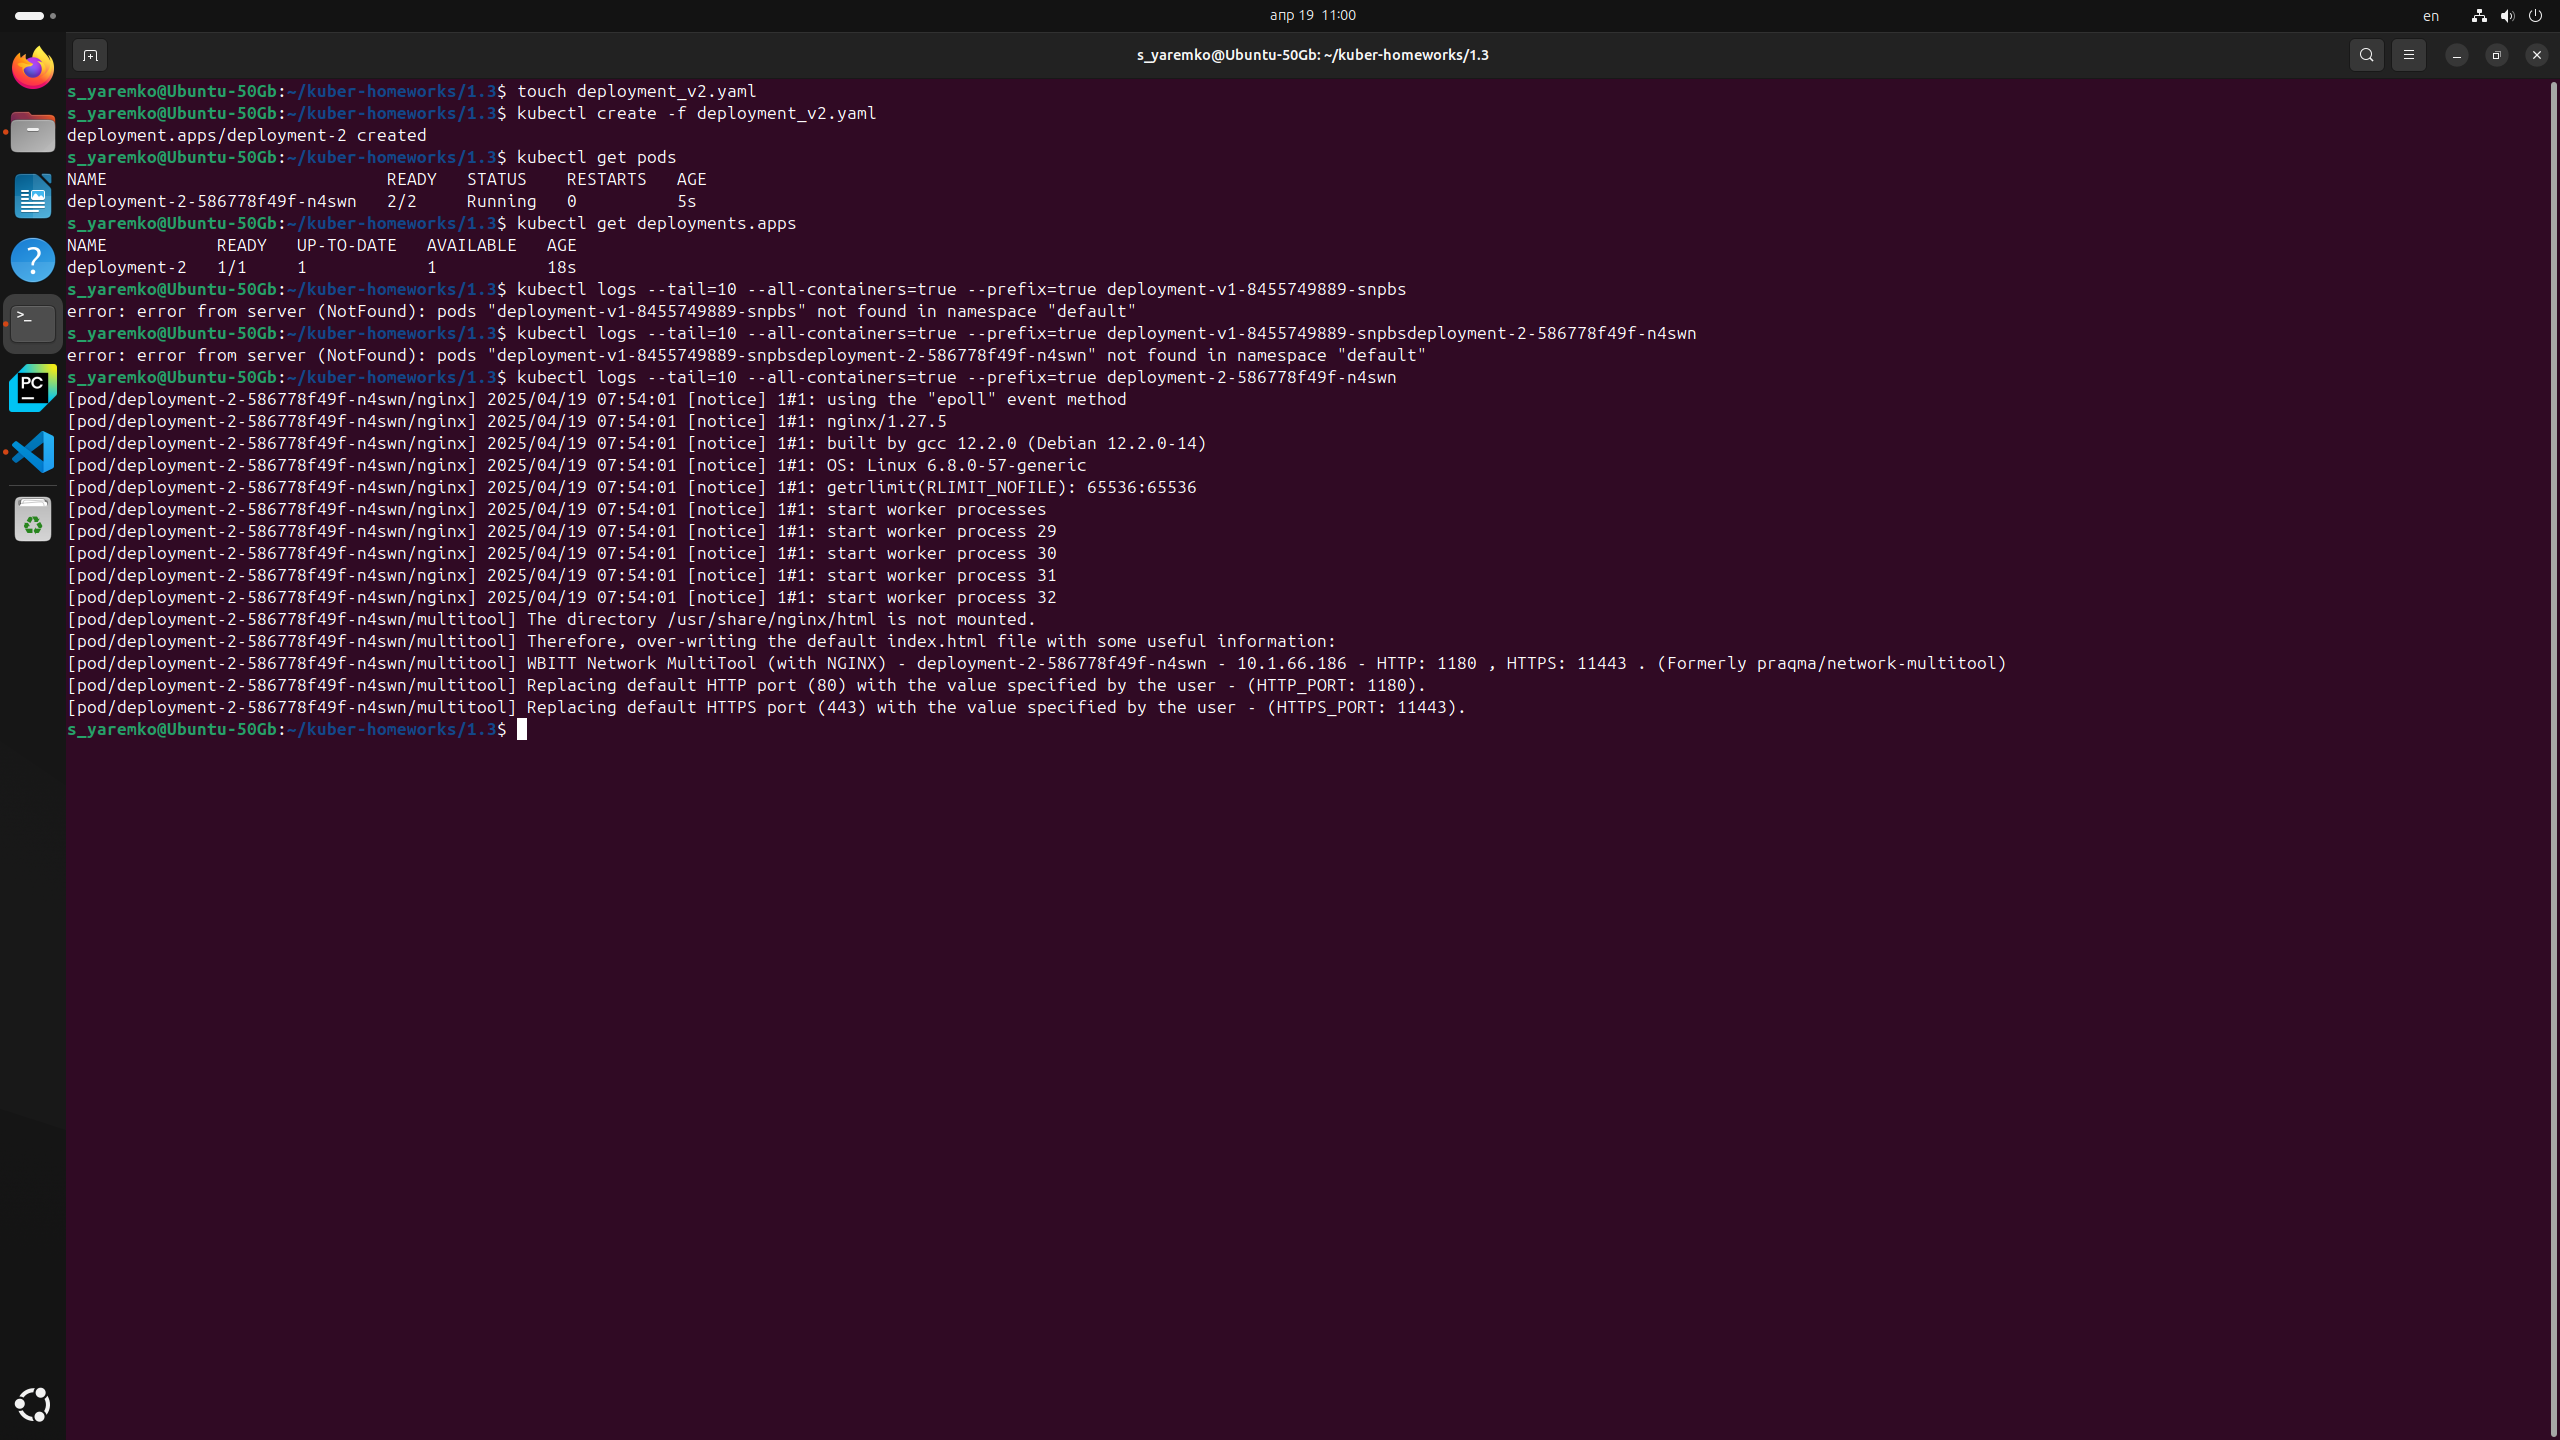 апр 19 11:00
en
s_yaremko@Ubuntu-50Gb: ~/kuber-homeworks/1.3
s_yaremko@Ubuntu-50Gb:~/kuber-homeworks/1.3$ touch deployment_v2.yaml
s_yaremko@Ubuntu-50Gb:~/kuber-homeworks/1.3$ kubectl create -f deployment_v2.yaml
deployment.apps/deployment-2 created
s_yaremko@Ubuntu-50Gb:~/kuber-homeworks/1.3$ kubectl get pods
NAME                            READY   STATUS    RESTARTS   AGE
deployment-2-586778f49f-n4swn   2/2     Running   0          5s
s_yaremko@Ubuntu-50Gb:~/kuber-homeworks/1.3$ kubectl get deployments.apps
NAME           READY   UP-TO-DATE   AVAILABLE   AGE
deployment-2   1/1     1            1           18s
s_yaremko@Ubuntu-50Gb:~/kuber-homeworks/1.3$ kubectl logs --tail=10 --all-containers=true --prefix=true deployment-v1-8455749889-snpbs
error: error from server (NotFound): pods "deployment-v1-8455749889-snpbs" not found in namespace "default"
s_yaremko@Ubuntu-50Gb:~/kuber-homeworks/1.3$ kubectl logs --tail=10 --all-containers=true --prefix=true deployment-v1-8455749889-snpbsdeployment-2-586778f49f-n4swn
error: error from server (NotFound): pods "deployment-v1-8455749889-snpbsdeployment-2-586778f49f-n4swn" not found in namespace "default"
s_yaremko@Ubuntu-50Gb:~/kuber-homeworks/1.3$ kubectl logs --tail=10 --all-containers=true --prefix=true deployment-2-586778f49f-n4swn
[pod/deployment-2-586778f49f-n4swn/nginx] 2025/04/19 07:54:01 [notice] 1#1: using the "epoll" event method
[pod/deployment-2-586778f49f-n4swn/nginx] 2025/04/19 07:54:01 [notice] 1#1: nginx/1.27.5
[pod/deployment-2-586778f49f-n4swn/nginx] 2025/04/19 07:54:01 [notice] 1#1: built by gcc 12.2.0 (Debian 12.2.0-14)
[pod/deployment-2-586778f49f-n4swn/nginx] 2025/04/19 07:54:01 [notice] 1#1: OS: Linux 6.8.0-57-generic
[pod/deployment-2-586778f49f-n4swn/nginx] 2025/04/19 07:54:01 [notice] 1#1: getrlimit(RLIMIT_NOFILE): 65536:65536
[pod/deployment-2-586778f49f-n4swn/nginx] 2025/04/19 07:54:01 [notice] 1#1: start worker processes
[pod/deployment-2-586778f49f-n4swn/nginx] 2025/04/19 07:54:01 [notice] 1#1: start worker process 29
[pod/deployment-2-586778f49f-n4swn/nginx] 2025/04/19 07:54:01 [notice] 1#1: start worker process 30
[pod/deployment-2-586778f49f-n4swn/nginx] 2025/04/19 07:54:01 [notice] 1#1: start worker process 31
[pod/deployment-2-586778f49f-n4swn/nginx] 2025/04/19 07:54:01 [notice] 1#1: start worker process 32
[pod/deployment-2-586778f49f-n4swn/multitool] The directory /usr/share/nginx/html is not mounted.
[pod/deployment-2-586778f49f-n4swn/multitool] Therefore, over-writing the default index.html file with some useful information:
[pod/deployment-2-586778f49f-n4swn/multitool] WBITT Network MultiTool (with NGINX) - deployment-2-586778f49f-n4swn - 10.1.66.186 - HTTP: 1180 , HTTPS: 11443 . (Formerly praqma/network-multitool)
[pod/deployment-2-586778f49f-n4swn/multitool] Replacing default HTTP port (80) with the value specified by the user - (HTTP_PORT: 1180).
[pod/deployment-2-586778f49f-n4swn/multitool] Replacing default HTTPS port (443) with the value specified by the user - (HTTPS_PORT: 11443).
s_yaremko@Ubuntu-50Gb:~/kuber-homeworks/1.3$
?
>_
PC